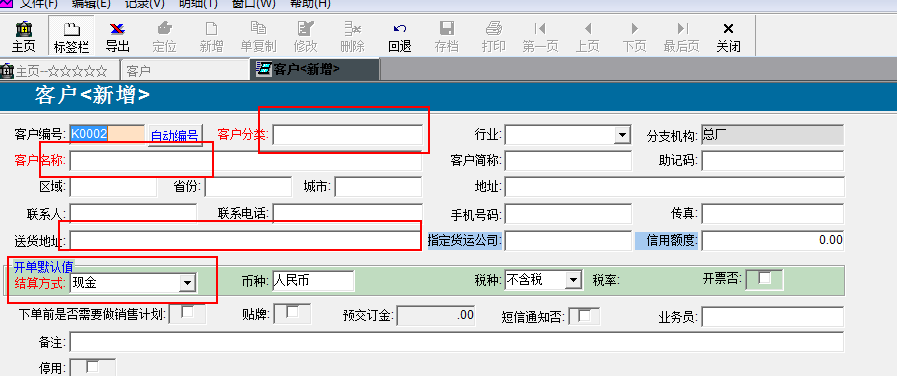 文件(F) 编辑(E) 记录(V) 明细(T) 窗口(W) 帮助(H)
主页 标签栏 导出 定位 新增 单复制 修改 删除 回退 存档 打印 第一页 上页 下页 最后页 关闭
主页--☆☆☆☆☆ 客户 客户<新增>
客户<新增>
客户编号: K0002 自动编号 客户分类: 行业: 分支机构: 总厂
客户名称: 客户简称: 助记码:
区域: 省份: 城市: 地址:
联系人: 联系电话: 手机号码: 传真:
送货地址: 指定货运公司: 信用额度: 0.00
开单默认值
结算方式: 现金 币种: 人民币 税种: 不含税 税率: 开票否:
下单前是否需要做销售计划: 贴牌: 预交订金: .00 短信通知否: 业务员:
备注:
停用: